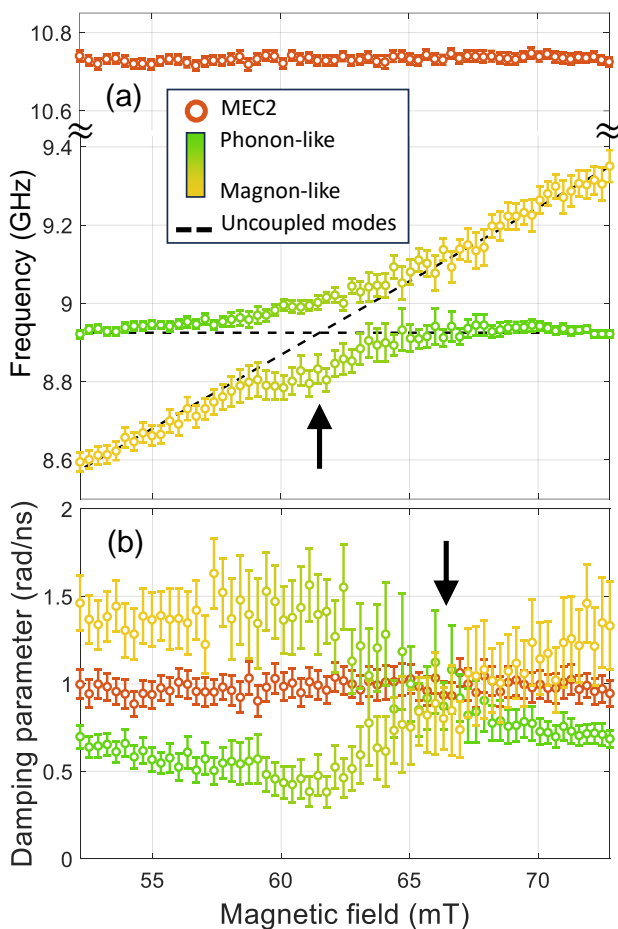 10.8
10.6
(a)
MEC2
Phonon-like
Magnon-like
Uncoupled modes
≈
≈
9.4
9.2
9
8.8
8.6
Frequency (GHz)
(b)
2
1.5
1
0.5
0
Damping parameter (rad/ns)
55
60
65
70
Magnetic field (mT)